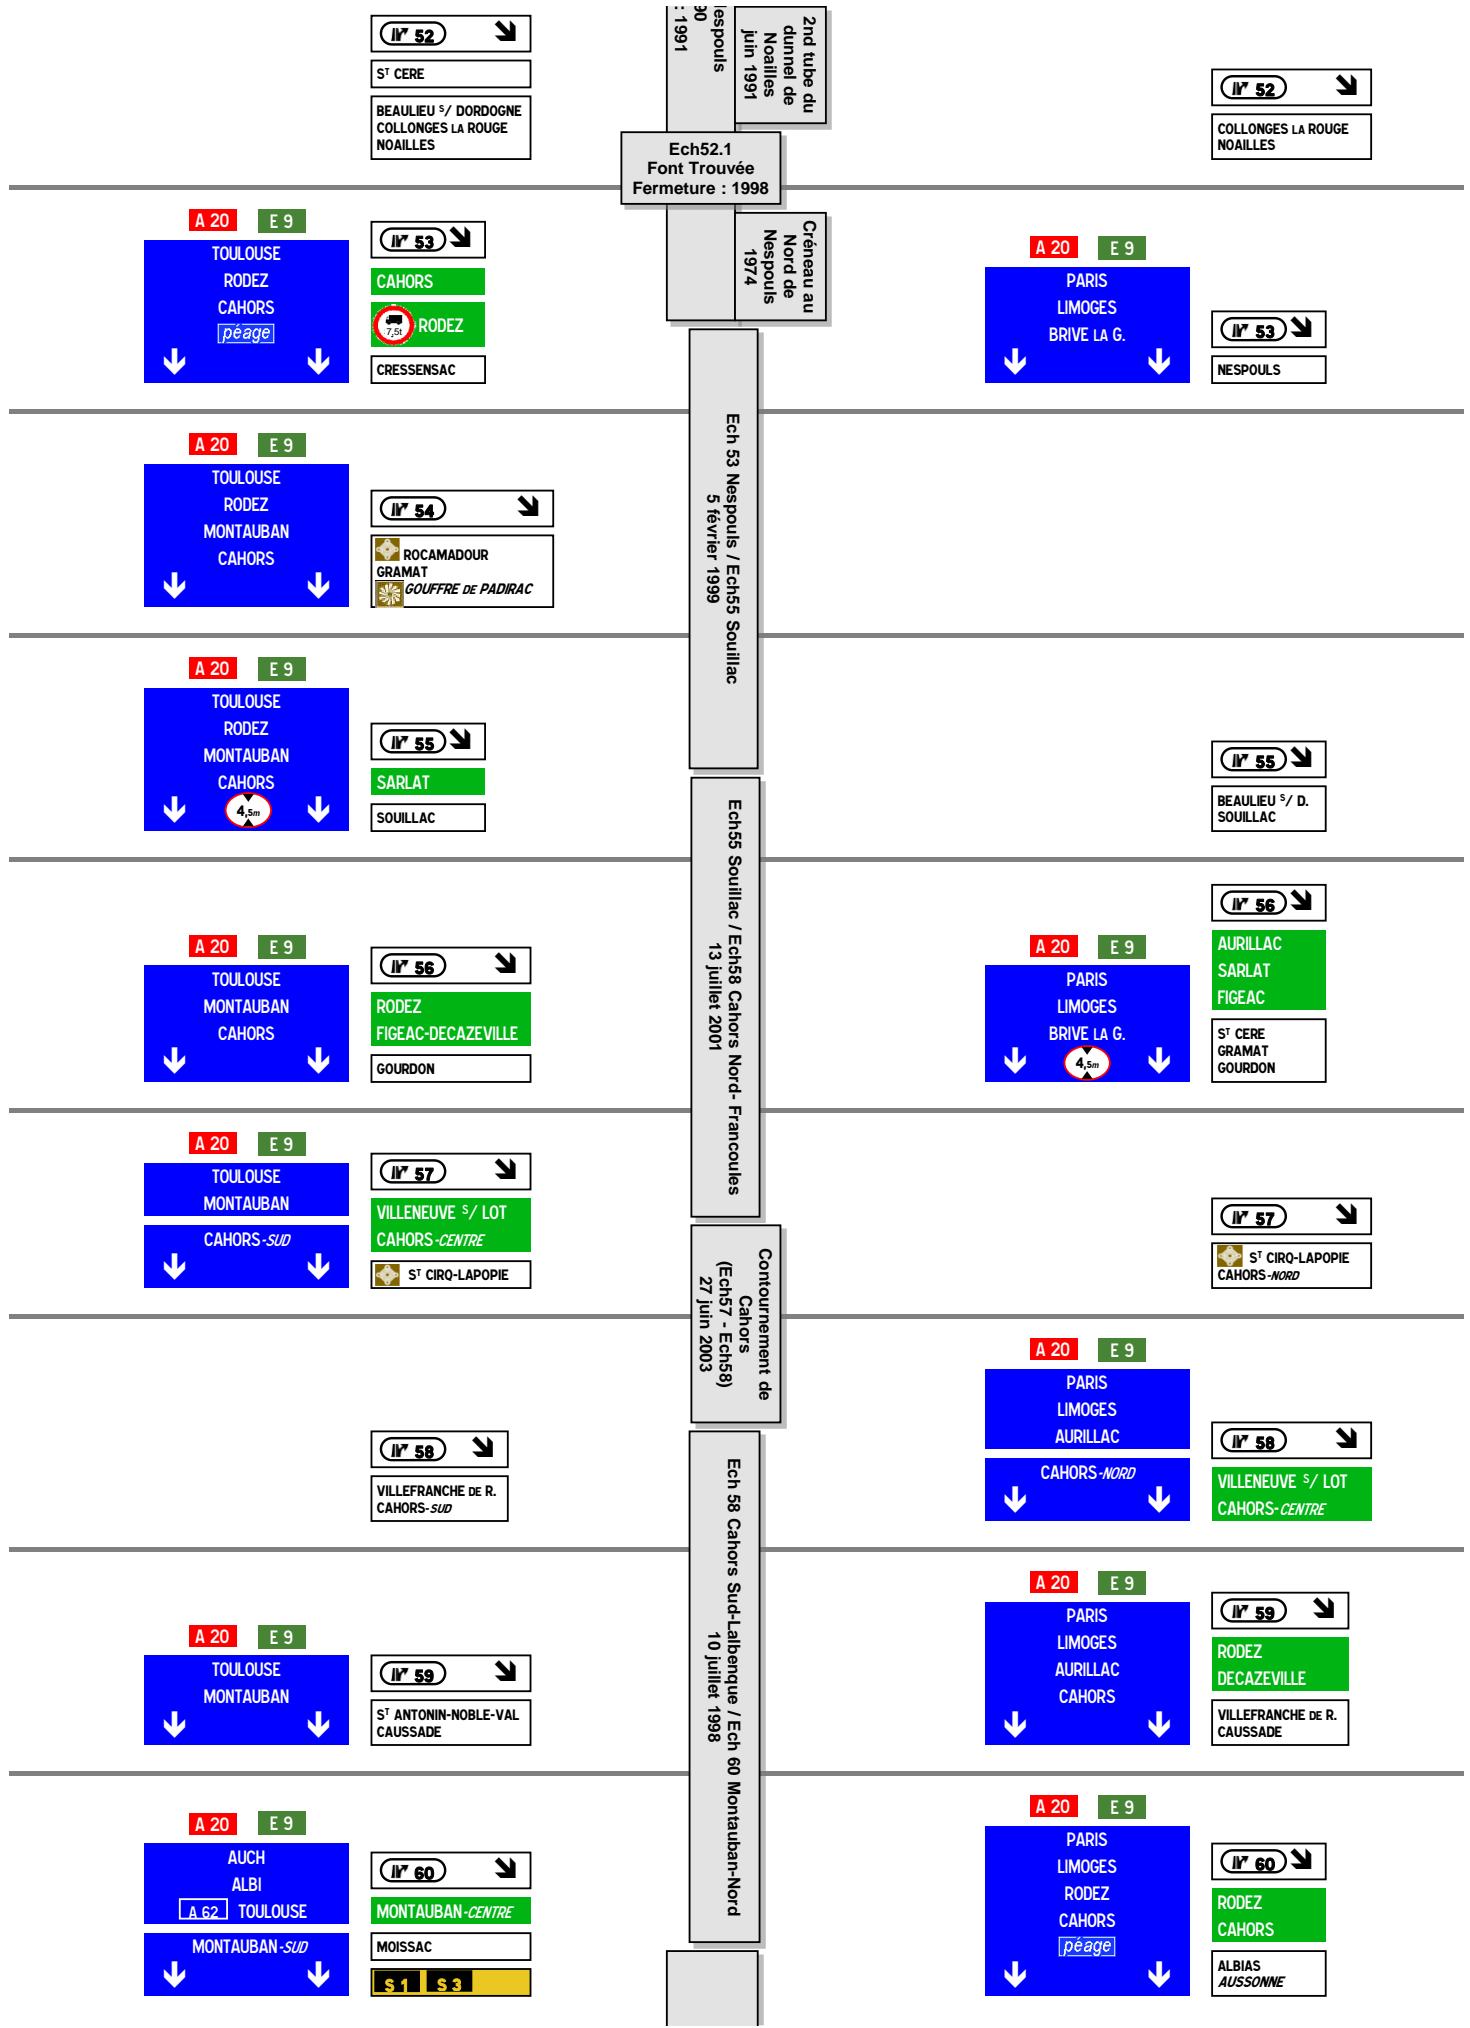 52
Sᵀ CERE
BEAULIEU ˢ/ DORDOGNE
COLLONGES LA ROUGE
NOAILLES
: 1991
2nd tube du
dunnel de
Noailles
juin 1991
52
COLLONGES LA ROUGE
NOAILLES
Ech52.1
Font Trouvée
Fermeture : 1998
A 20 E 9
TOULOUSE
RODEZ
CAHORS
péage
53
CAHORS
7,5t RODEZ
CRESSENSAC
Créneau au
Nord de
Nespouls
1974
A 20 E 9
PARIS
LIMOGES
BRIVE LA G.
53
NESPOULS
A 20 E 9
TOULOUSE
RODEZ
MONTAUBAN
CAHORS
54
ROCAMADOUR
GRAMAT
GOUFFRE DE PADIRAC
Ech 53 Nespouls / Ech55 Souillac
5 février 1999
A 20 E 9
TOULOUSE
RODEZ
MONTAUBAN
CAHORS
4,5m
55
SARLAT
SOUILLAC
55
BEAULIEU ˢ/ D.
SOUILLAC
Ech55 Souillac / Ech58 Cahors Nord- Francoules
13 juillet 2001
A 20 E 9
TOULOUSE
MONTAUBAN
CAHORS
56
RODEZ
FIGEAC-DECAZEVILLE
GOURDON
A 20 E 9
PARIS
LIMOGES
BRIVE LA G.
4,5m
56
AURILLAC
SARLAT
FIGEAC
Sᵀ CERE
GRAMAT
GOURDON
A 20 E 9
TOULOUSE
MONTAUBAN
CAHORS-SUD
57
VILLENEUVE ˢ/ LOT
CAHORS-CENTRE
Sᵀ CIRQ-LAPOPIE
57
Sᵀ CIRQ-LAPOPIE
CAHORS-NORD
Contournement de
Cahors
(Ech57 - Ech58)
27 juin 2003
58
VILLEFRANCHE DE R.
CAHORS-SUD
A 20 E 9
PARIS
LIMOGES
AURILLAC
CAHORS-NORD
58
VILLENEUVE ˢ/ LOT
CAHORS-CENTRE
Ech 58 Cahors Sud-Lalbenque / Ech 60 Montauban-Nord
10 juillet 1998
A 20 E 9
TOULOUSE
MONTAUBAN
59
Sᵀ ANTONIN-NOBLE-VAL
CAUSSADE
A 20 E 9
PARIS
LIMOGES
AURILLAC
CAHORS
59
RODEZ
DECAZEVILLE
VILLEFRANCHE DE R.
CAUSSADE
A 20 E 9
AUCH
ALBI
A 62 TOULOUSE
MONTAUBAN-SUD
60
MONTAUBAN-CENTRE
MOISSAC
S 1 S 3
A 20 E 9
PARIS
LIMOGES
RODEZ
CAHORS
péage
60
RODEZ
CAHORS
ALBIAS
AUSSONNE